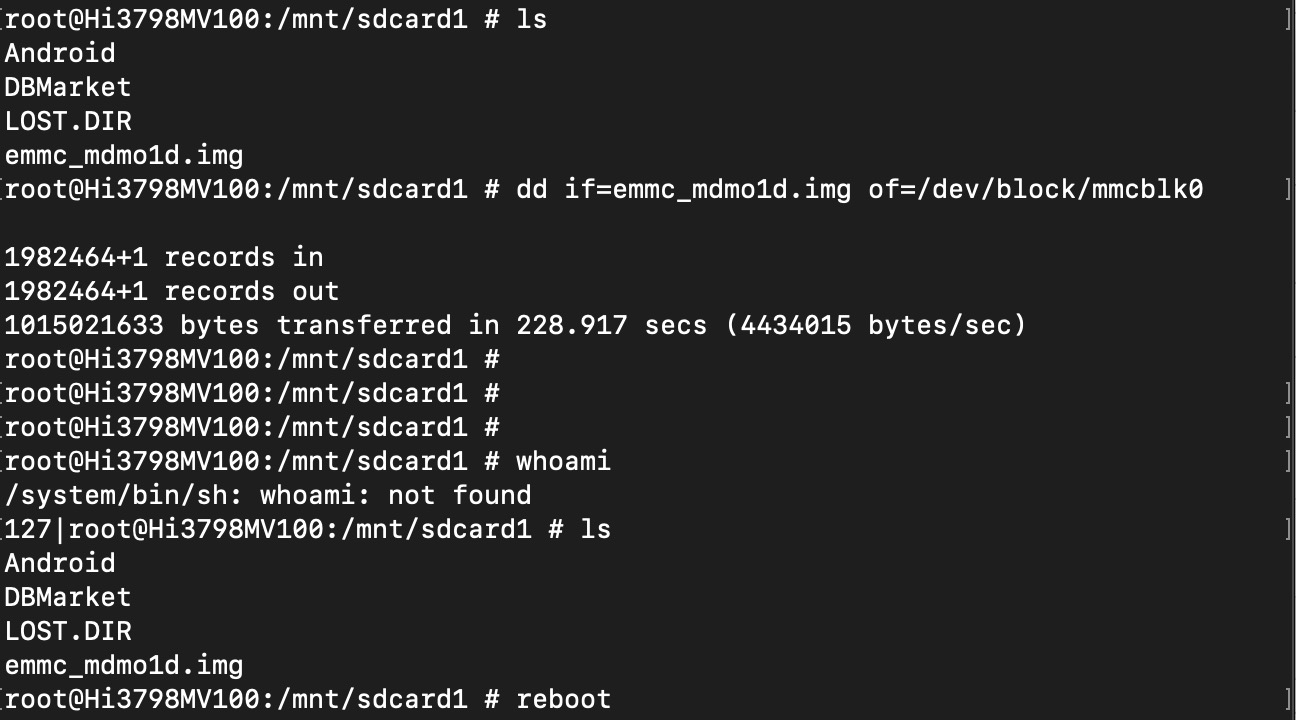 [root@Hi3798MV100:/mnt/sdcard1 # ls ]
Android
DBMarket
LOST.DIR
emmc_mdmo1d.img
[root@Hi3798MV100:/mnt/sdcard1 # dd if=emmc_mdmo1d.img of=/dev/block/mmcblk0 ]
1982464+1 records in
1982464+1 records out
1015021633 bytes transferred in 228.917 secs (4434015 bytes/sec)
root@Hi3798MV100:/mnt/sdcard1 #
[root@Hi3798MV100:/mnt/sdcard1 # ]
[root@Hi3798MV100:/mnt/sdcard1 # ]
[root@Hi3798MV100:/mnt/sdcard1 # whoami ]
/system/bin/sh: whoami: not found
[127|root@Hi3798MV100:/mnt/sdcard1 # ls ]
Android
DBMarket
LOST.DIR
emmc_mdmo1d.img
[root@Hi3798MV100:/mnt/sdcard1 # reboot ]